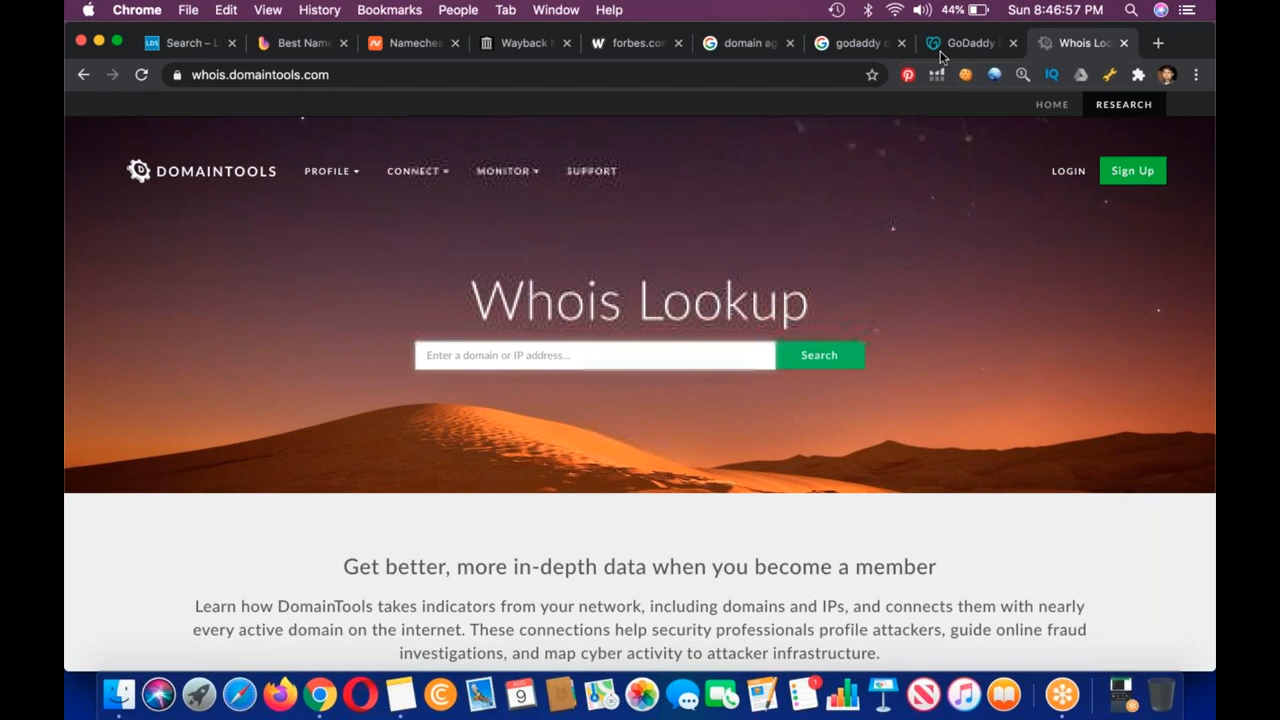 Chrome File Edit View History Bookmarks People Tab Window Help 44% Sun 8:46:57 PM
Search – L Best Nam Namechea Wayback forbes.co domain ag godaddy c GoDaddy Whois Loo
whois.domaintools.com
HOME RESEARCH
DOMAINTOOLS PROFILE CONNECT MONITOR SUPPORT LOGIN Sign Up
Whois Lookup
Enter a domain or IP address... Search
Get better, more in-depth data when you become a member
Learn how DomainTools takes indicators from your network, including domains and IPs, and connects them with nearly
every active domain on the internet. These connections help security professionals profile attackers, guide online fraud
investigations, and map cyber activity to attacker infrastructure.
AUG
9
1